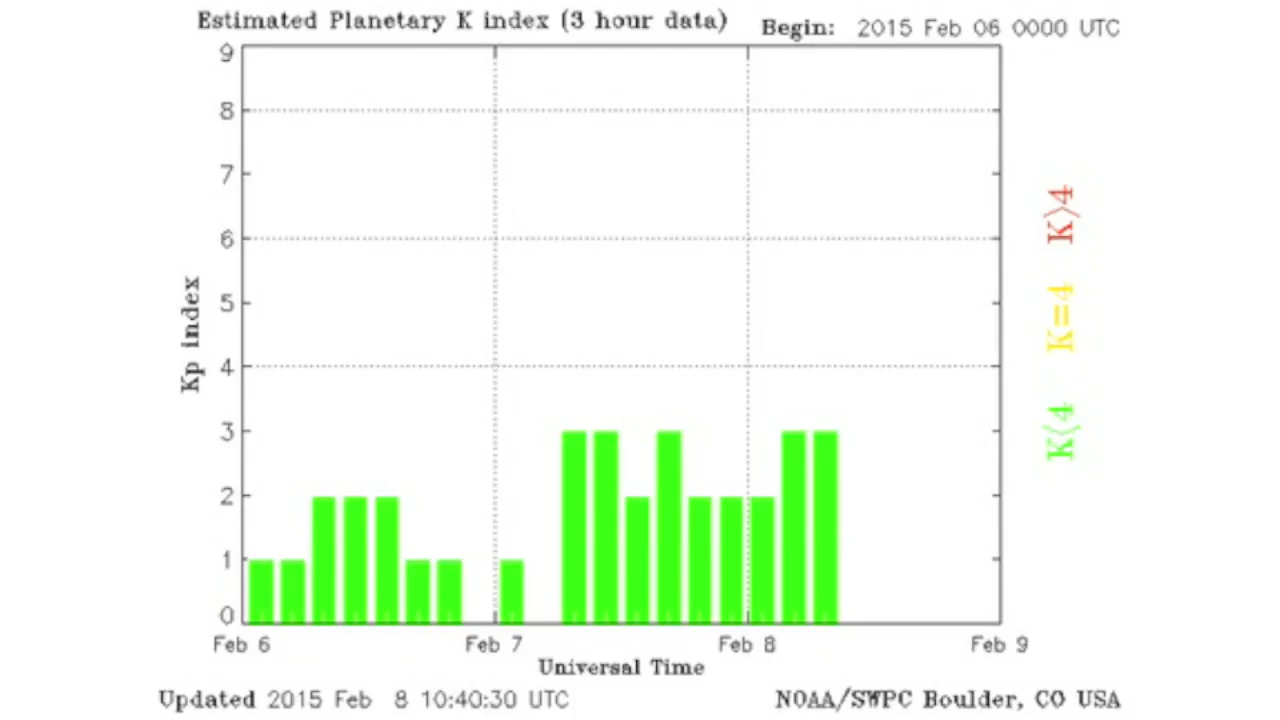 Estimated Planetary K index (3 hour data) Begin: 2015 Feb 06 0000 UTC
9
8
7
6
5
4
3
2
1
0
Kp index
K>4
K=4
K<4
Feb 6 Feb 7 Feb 8 Feb 9
Universal Time
Updated 2015 Feb 8 10:40:30 UTC NOAA/SWPC Boulder, CO USA